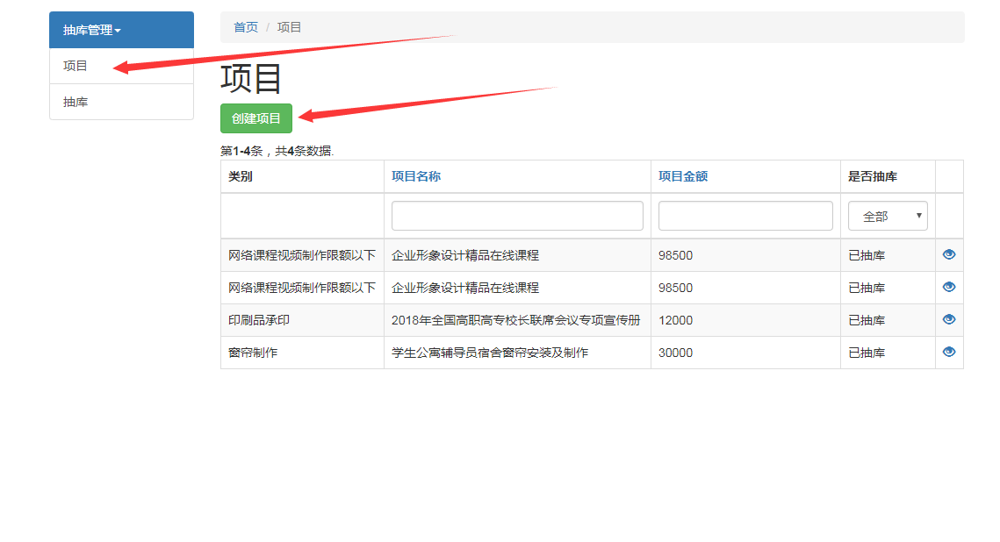 抽库管理
项目
抽库
首页 / 项目
项目
创建项目
第1-4条，共4条数据.
类别 项目名称 项目金额 是否抽库
全部
网络课程视频制作限额以下 企业形象设计精品在线课程 98500 已抽库
网络课程视频制作限额以下 企业形象设计精品在线课程 98500 已抽库
印刷品承印 2018年全国高职高专校长联席会议专项宣传册 12000 已抽库
窗帘制作 学生公寓辅导员宿舍窗帘安装及制作 30000 已抽库